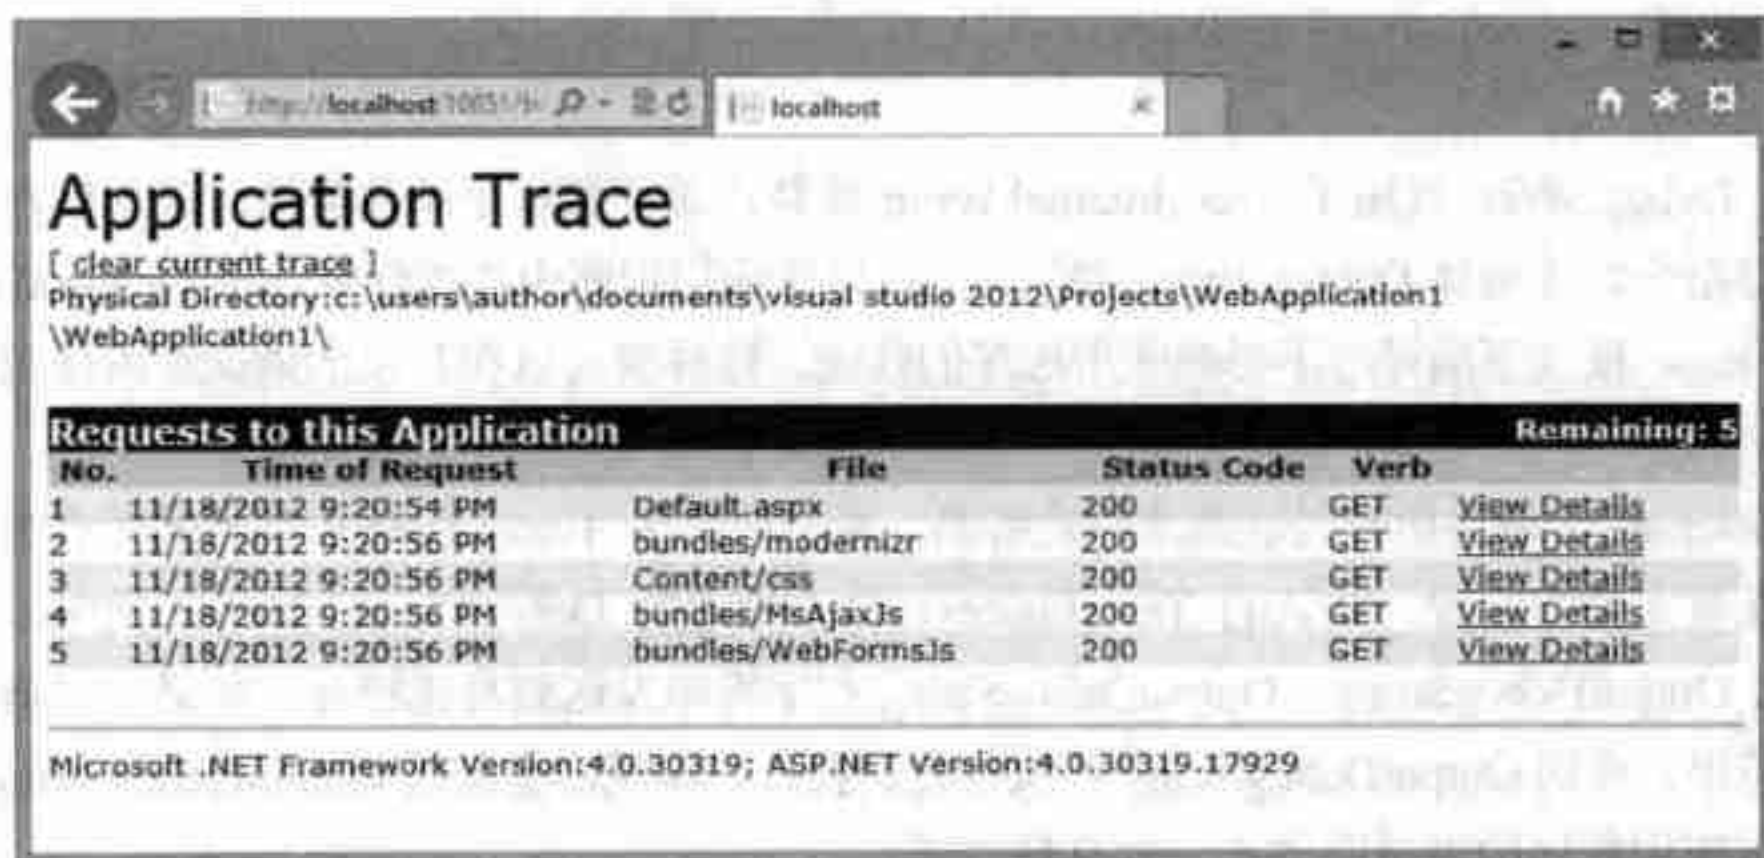 localhost
localhost
Application Trace
[ clear current trace ]
Physical Directory:c:\users\author\documents\visual studio 2012\Projects\WebApplication1
\WebApplication1\
Requests to this Application Remaining: 5
No. Time of Request File Status Code Verb
1 11/18/2012 9:20:54 PM Default.aspx 200 GET View Details
2 11/18/2012 9:20:56 PM bundles/modernizr 200 GET View Details
3 11/18/2012 9:20:56 PM Content/css 200 GET View Details
4 11/18/2012 9:20:56 PM bundles/MsAjaxJs 200 GET View Details
5 11/18/2012 9:20:56 PM bundles/WebFormsJs 200 GET View Details
Microsoft .NET Framework Version:4.0.30319; ASP.NET Version:4.0.30319.17929